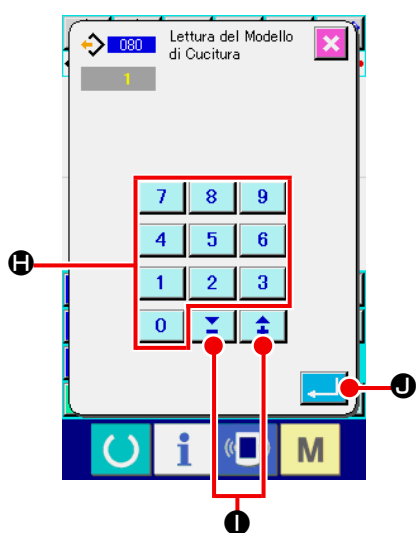 080 Lettura del Modello
di Cucitura
1
7 8 9
4 5 6
H
1 2 3
0
J
i M
I